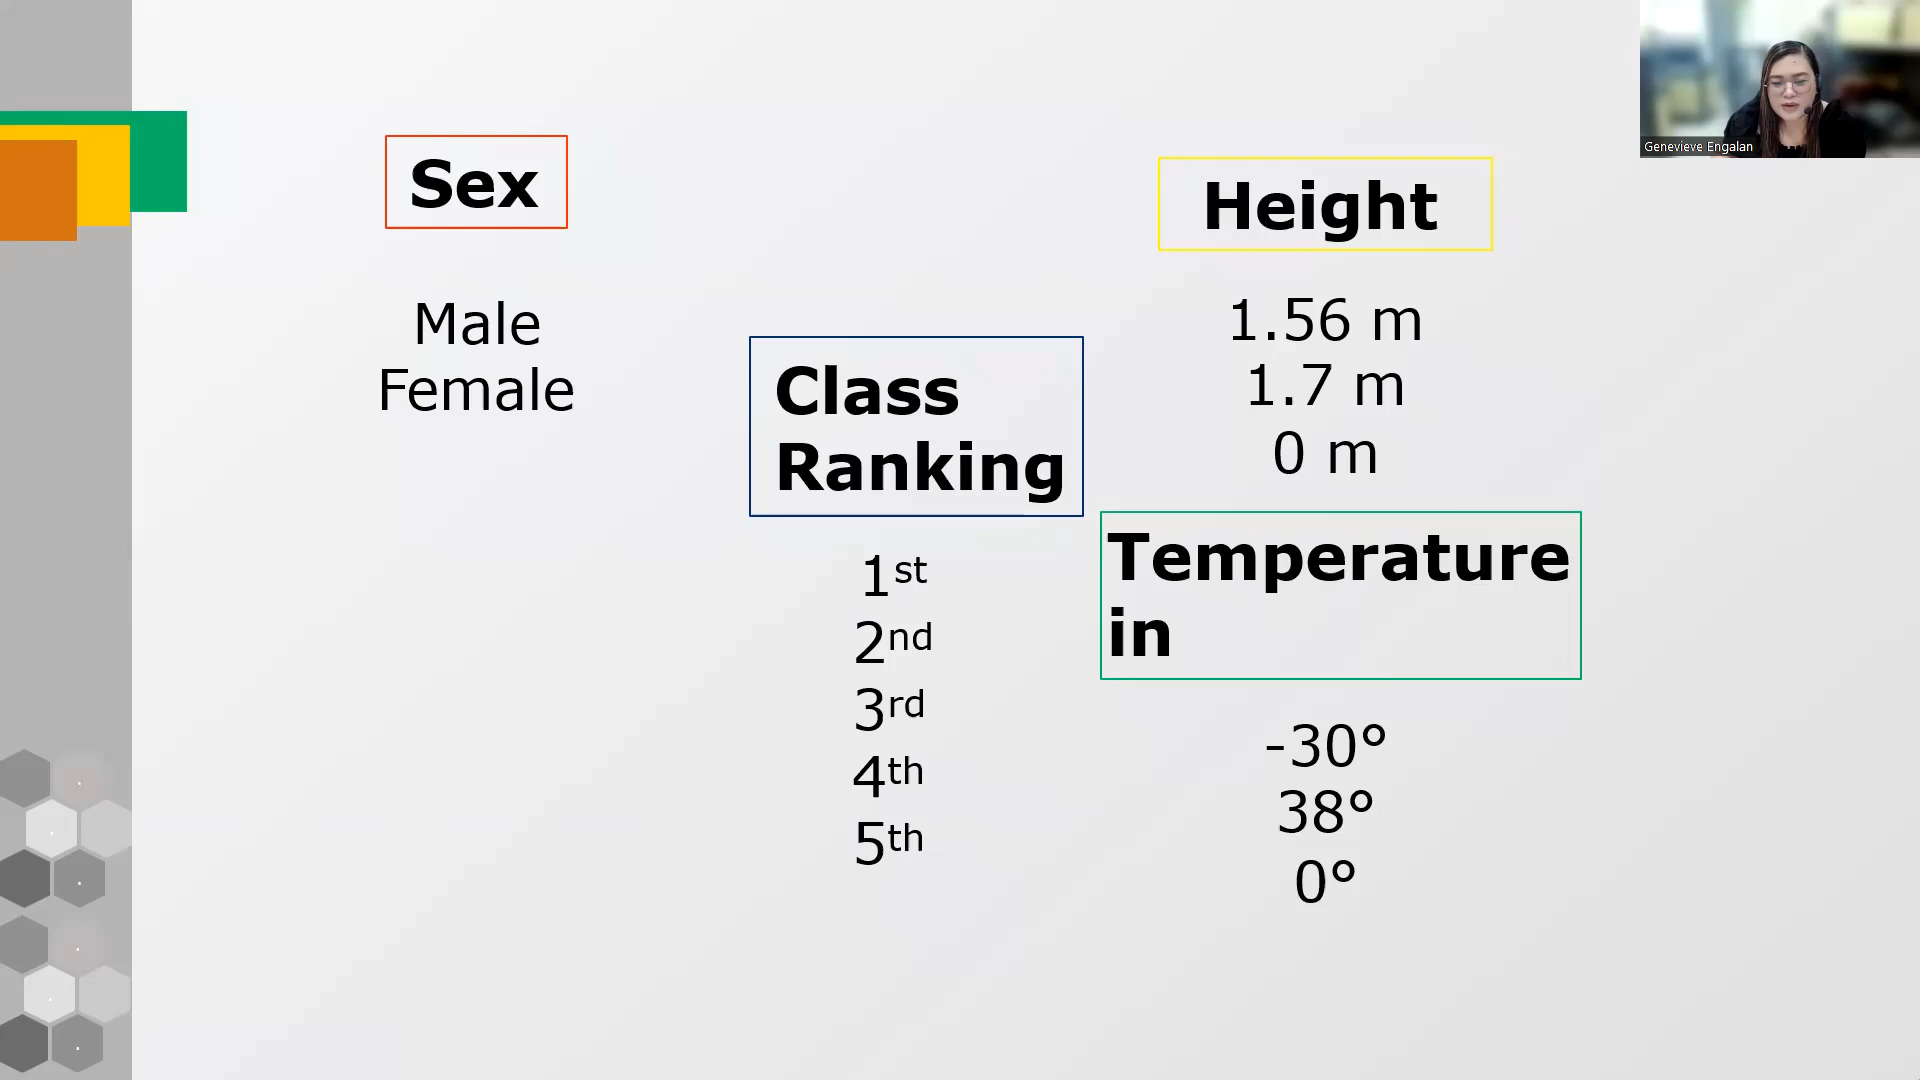 Sex
Male
Female
Class
Ranking
1st
2nd
3rd
4th
5th
Height
1.56 m
1.7 m
0 m
Temperature
in
-30°
38°
0°
Genevieve Engalan